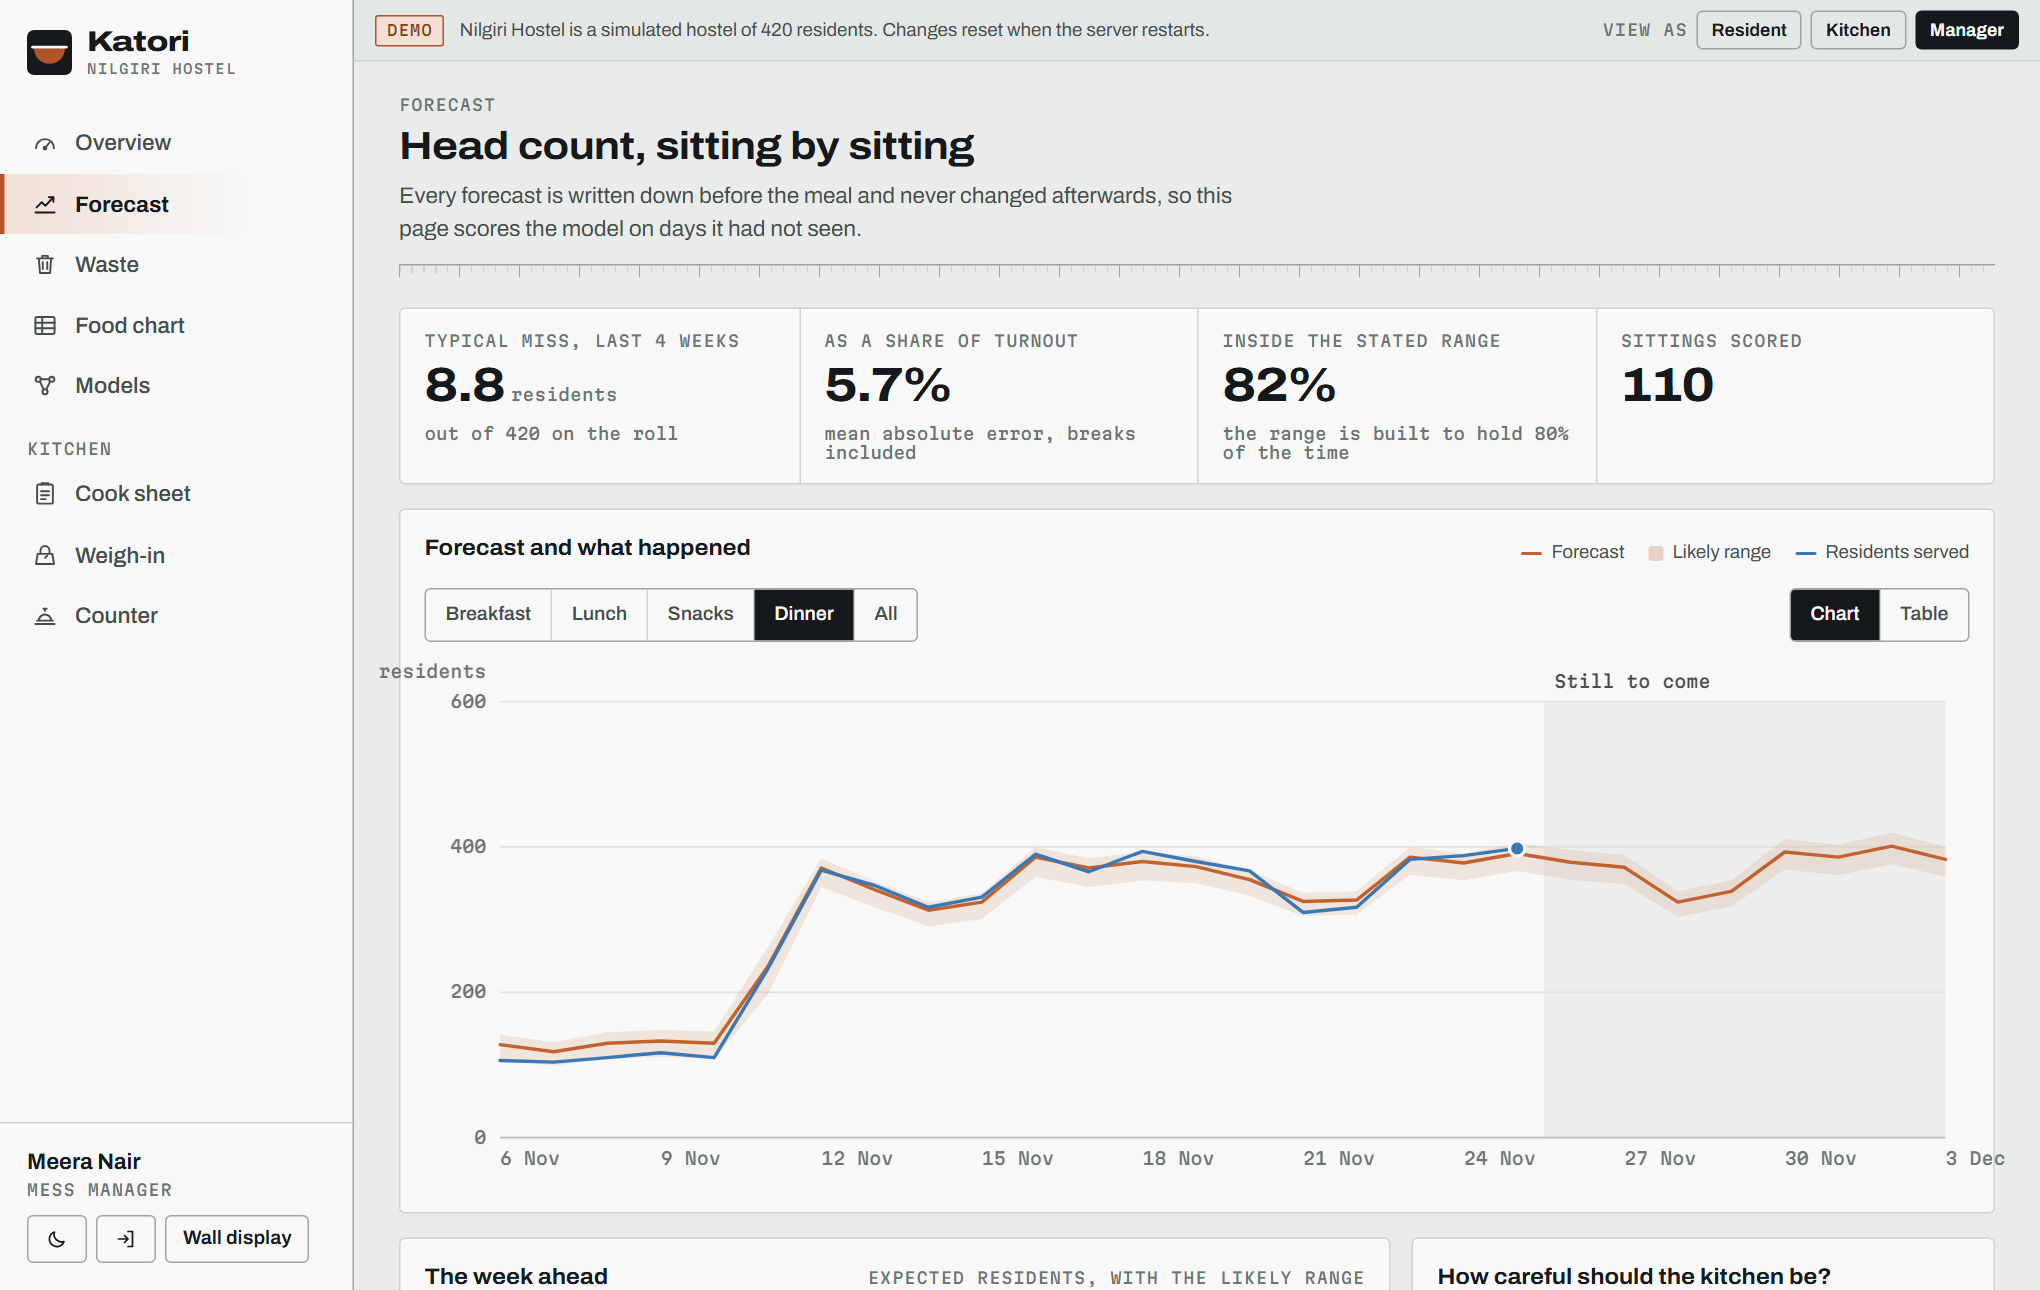 Katori
NILGIRI HOSTEL
Overview
Forecast
Waste
Food chart
Models
KITCHEN
Cook sheet
Weigh-in
Counter
Meera Nair
MESS MANAGER
Wall display
DEMO
Nilgiri Hostel is a simulated hostel of 420 residents. Changes reset when the server restarts.
VIEW AS
Resident
Kitchen
Manager
FORECAST
Head count, sitting by sitting
Every forecast is written down before the meal and never changed afterwards, so this
page scores the model on days it had not seen.
TYPICAL MISS, LAST 4 WEEKS
8.8 residents
out of 420 on the roll
AS A SHARE OF TURNOUT
5.7%
mean absolute error, breaks
included
INSIDE THE STATED RANGE
82%
the range is built to hold 80%
of the time
SITTINGS SCORED
110
Forecast and what happened
Forecast
Likely range
Residents served
Breakfast
Lunch
Snacks
Dinner
All
Chart
Table
residents
Still to come
600
400
200
0
6 Nov
9 Nov
12 Nov
15 Nov
18 Nov
21 Nov
24 Nov
27 Nov
30 Nov
3 Dec
The week ahead
EXPECTED RESIDENTS, WITH THE LIKELY RANGE
How careful should the kitchen be?